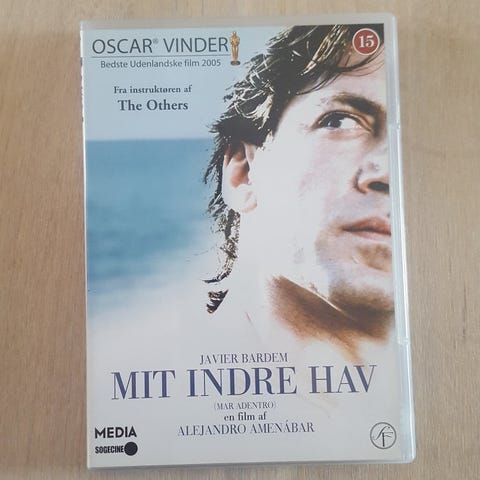 OSCAR® VINDER
Bedste Udenlandske film 2005
15
Fra instruktøren af
The Others
JAVIER BARDEM
MIT INDRE HAV
(MAR ADENTRO)
en film af
ALEJANDRO AMENÁBAR
MEDIA
SOGECINE
SF